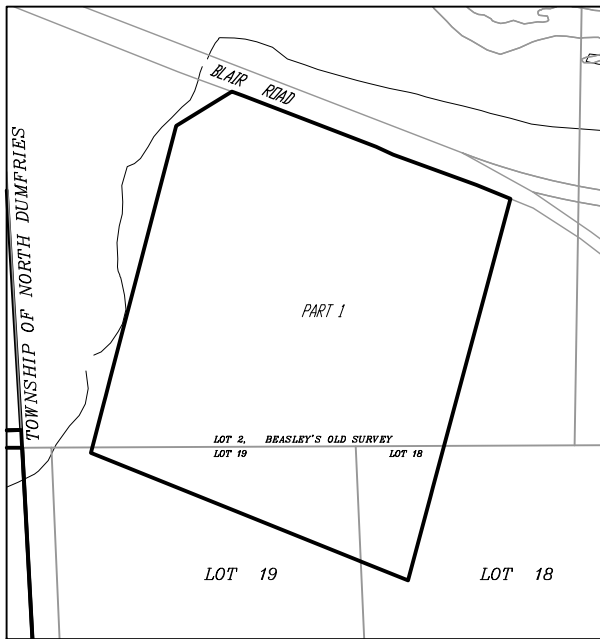 BLAIR ROAD
TOWNSHIP OF NORTH DUMFRIES
PART 1
LOT 2, BEASLEY'S OLD SURVEY
LOT 19 LOT 18
LOT 19 LOT 18